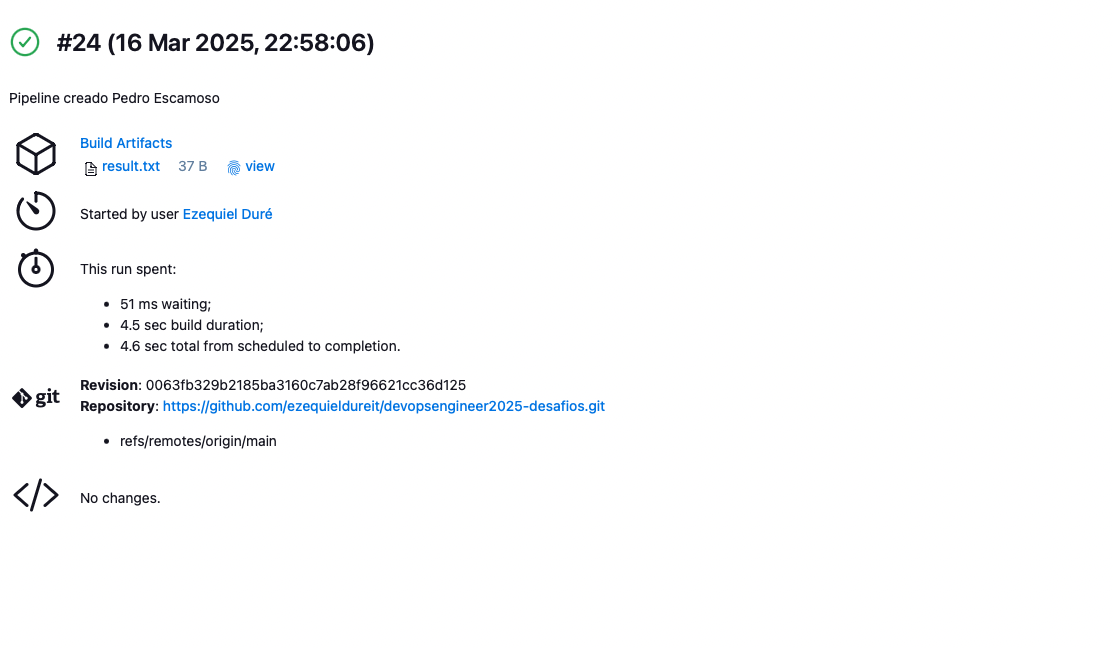 #24 (16 Mar 2025, 22:58:06)
Pipeline creado Pedro Escamoso
Build Artifacts
result.txt 37 B view
Started by user Ezequiel Duré
This run spent:
51 ms waiting;
4.5 sec build duration;
4.6 sec total from scheduled to completion.
git
Revision: 0063fb329b2185ba3160c7ab28f96621cc36d125
Repository: https://github.com/ezequieldureit/devopsengineer2025-desafios.git
refs/remotes/origin/main
No changes.